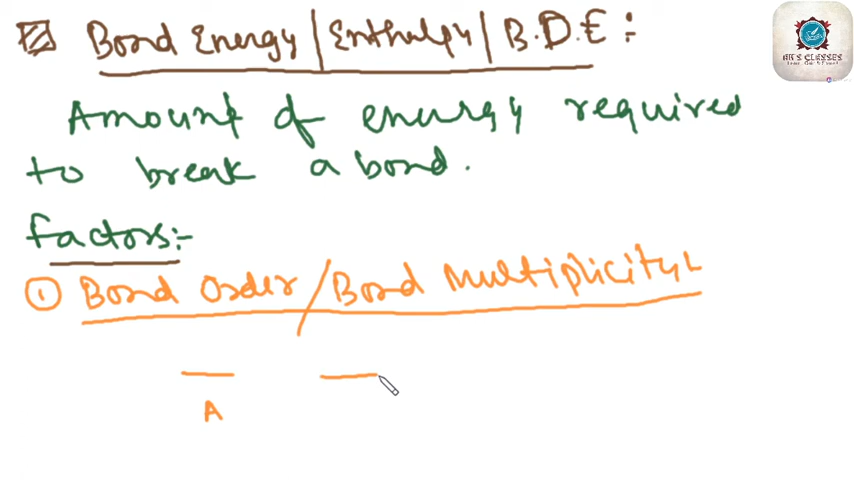 Bond Energy / Enthalpy / B.D.E :
Amount of energy required
to break a bond.
factors:-
① Bond Order / Bond Multiplicity:-
A